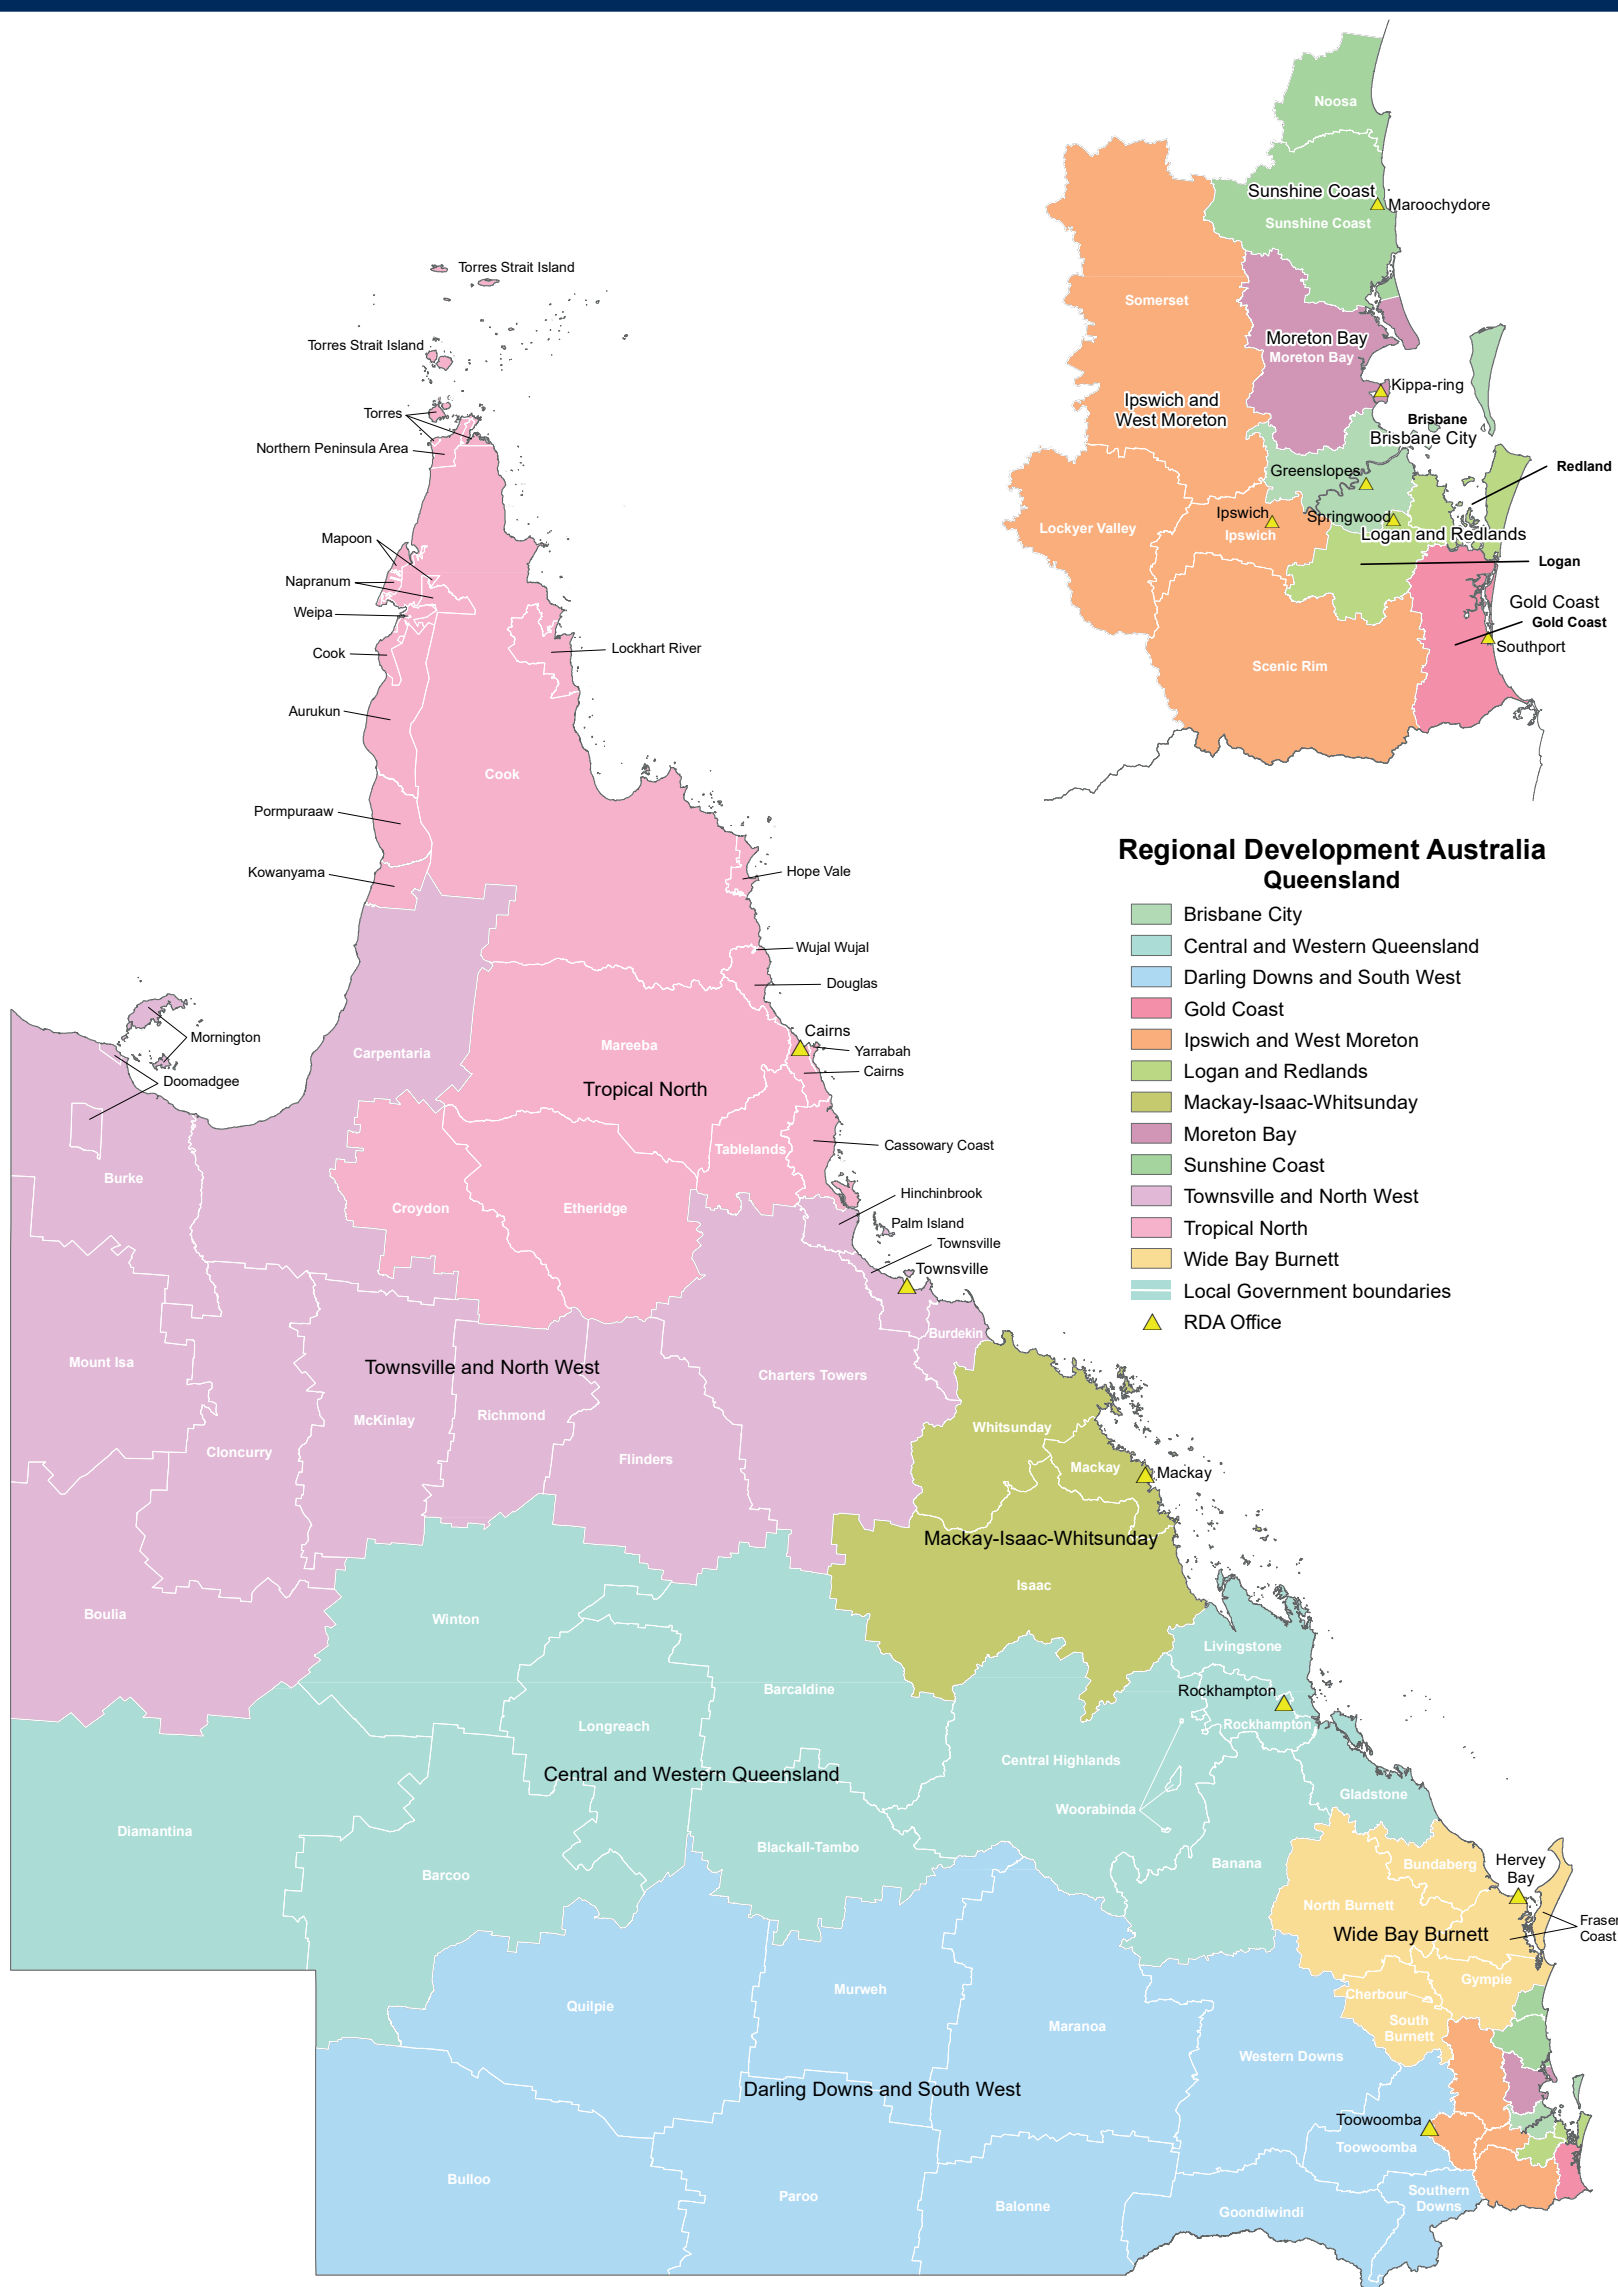 Noosa
Sunshine Coast
Maroochydore
Sunshine Coast
Torres Strait Island
Somerset
Moreton Bay
Moreton Bay
Torres Strait Island
Kippa-ring
Ipswich and
West Moreton
Torres
Brisbane
Brisbane City
Northern Peninsula Area
Greenslopes
Redland
Ipswich
Springwood
Lockyer Valley
Ipswich
Logan and Redlands
Mapoon
Logan
Napranum
Weipa
Gold Coast
Gold Coast
Cook
Lockhart River
Southport
Scenic Rim
Aurukun
Cook
Pormpuraaw
Kowanyama
Hope Vale
Regional Development Australia
Queensland
Brisbane City
Central and Western Queensland
Darling Downs and South West
Gold Coast
Ipswich and West Moreton
Logan and Redlands
Mackay-Isaac-Whitsunday
Moreton Bay
Sunshine Coast
Townsville and North West
Tropical North
Wide Bay Burnett
Local Government boundaries
RDA Office
Wujal Wujal
Douglas
Mornington
Cairns
Carpentaria
Mareeba
Yarrabah
Cairns
Doomadgee
Tropical North
Tablelands
Cassowary Coast
Burke
Croydon
Etheridge
Hinchinbrook
Palm Island
Townsville
Townsville
Burdekin
Mount Isa
Townsville and North West
Charters Towers
McKinlay
Richmond
Whitsunday
Cloncurry
Flinders
Mackay
Mackay
Mackay-Isaac-Whitsunday
Isaac
Boulia
Winton
Livingstone
Barcaldine
Rockhampton
Longreach
Rockhampton
Central Highlands
Central and Western Queensland
Gladstone
Woorabinda
Diamantina
Blackall-Tambo
Barcoo
Banana
Bundaberg
Hervey
Bay
North Burnett
Wide Bay Burnett
Fraser
Coast
Gympie
Murweh
Cherbour
Quilpie
South
Burnett
Maranoa
Western Downs
Darling Downs and South West
Toowoomba
Toowoomba
Bulloo
Paroo
Balonne
Southern
Downs
Goondiwindi